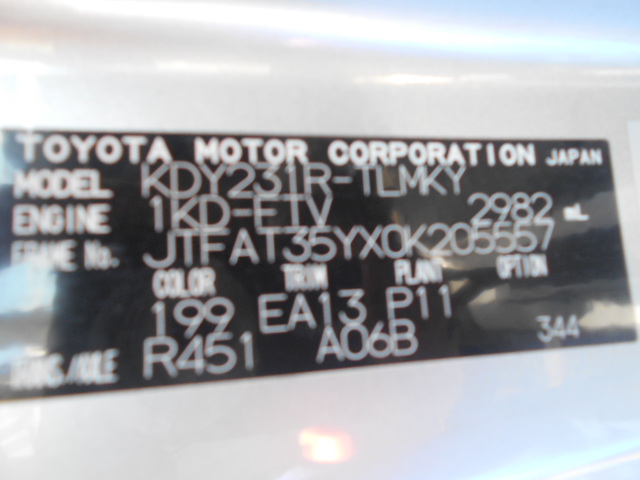 TOYOTA MOTOR CORPORATION JAPAN
MODEL KDY231R-TLMKY
ENGINE 1KD-FTV 2982 mL
FRAME No. JTFAT35YX0K205557
COLOR TRIM PLANT OPTION
199 EA13 P11
TRANS/AXLE R451 A06B 344